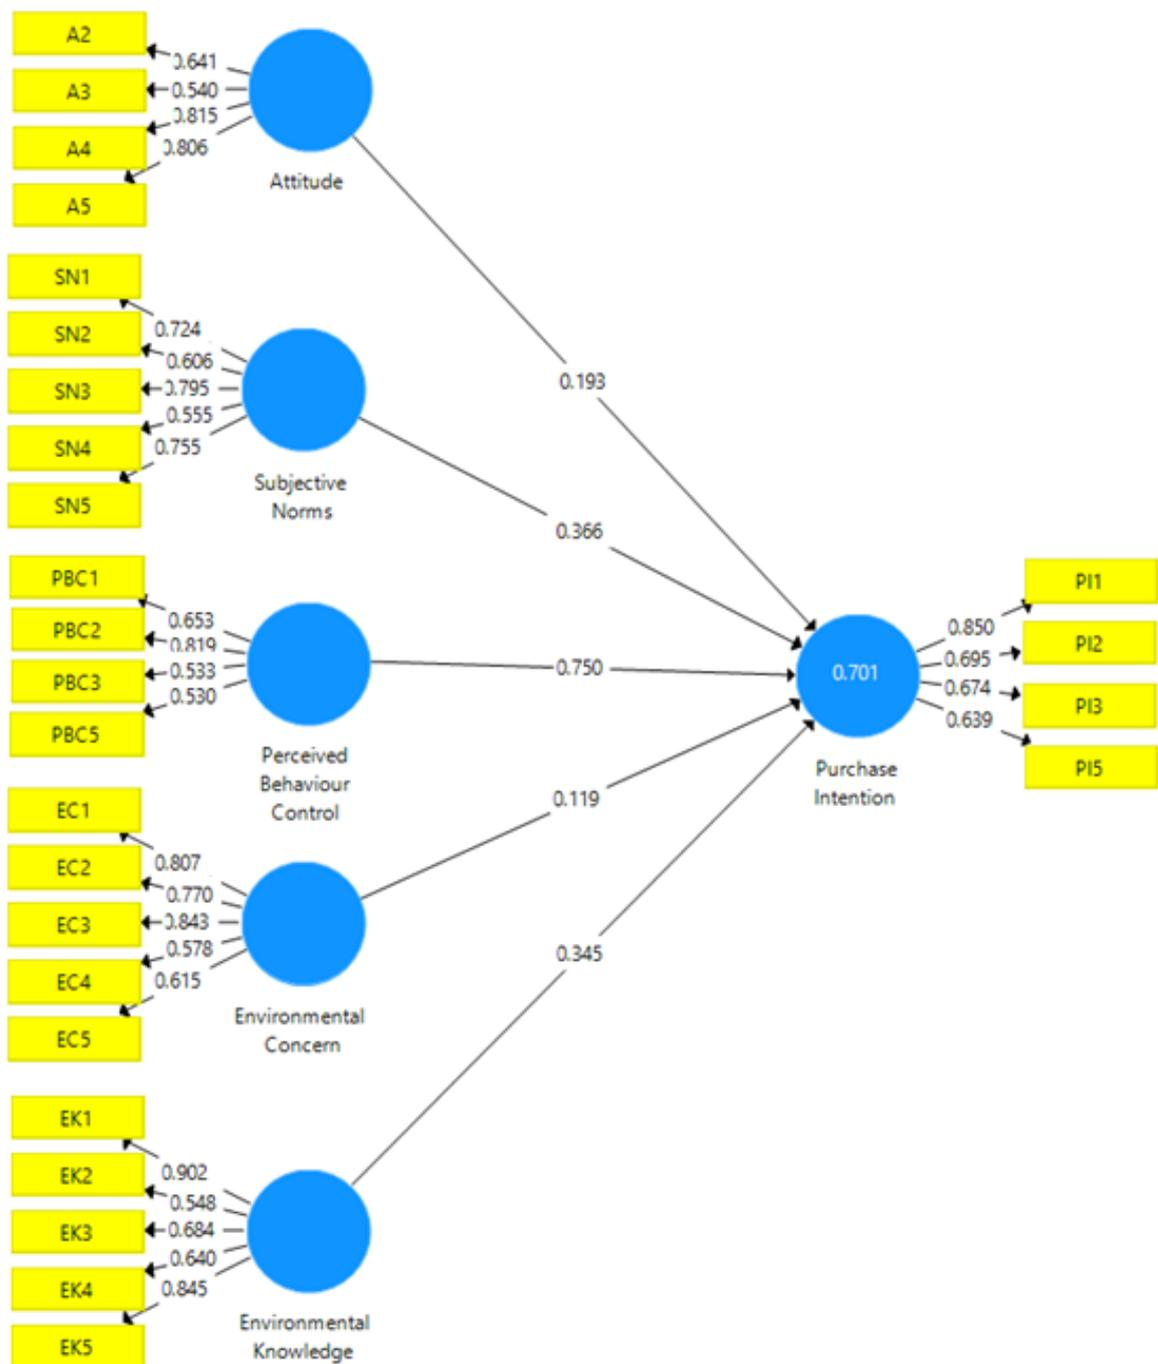 A2
A3
A4
A5
0.641
0.540
0.815
0.806
Attitude
SN1
SN2
SN3
SN4
SN5
0.724
0.606
0.795
0.555
0.755
Subjective
Norms
PBC1
PBC2
PBC3
PBC5
0.653
0.819
0.533
0.530
Perceived
Behaviour
Control
EC1
EC2
EC3
EC4
EC5
0.807
0.770
0.843
0.578
0.615
Environmental
Concern
EK1
EK2
EK3
EK4
EK5
0.902
0.548
0.684
0.640
0.845
Environmental
Knowledge
0.193
0.366
0.750
0.119
0.345
0.701
Purchase
Intention
0.850
0.695
0.674
0.639
PI1
PI2
PI3
PI5